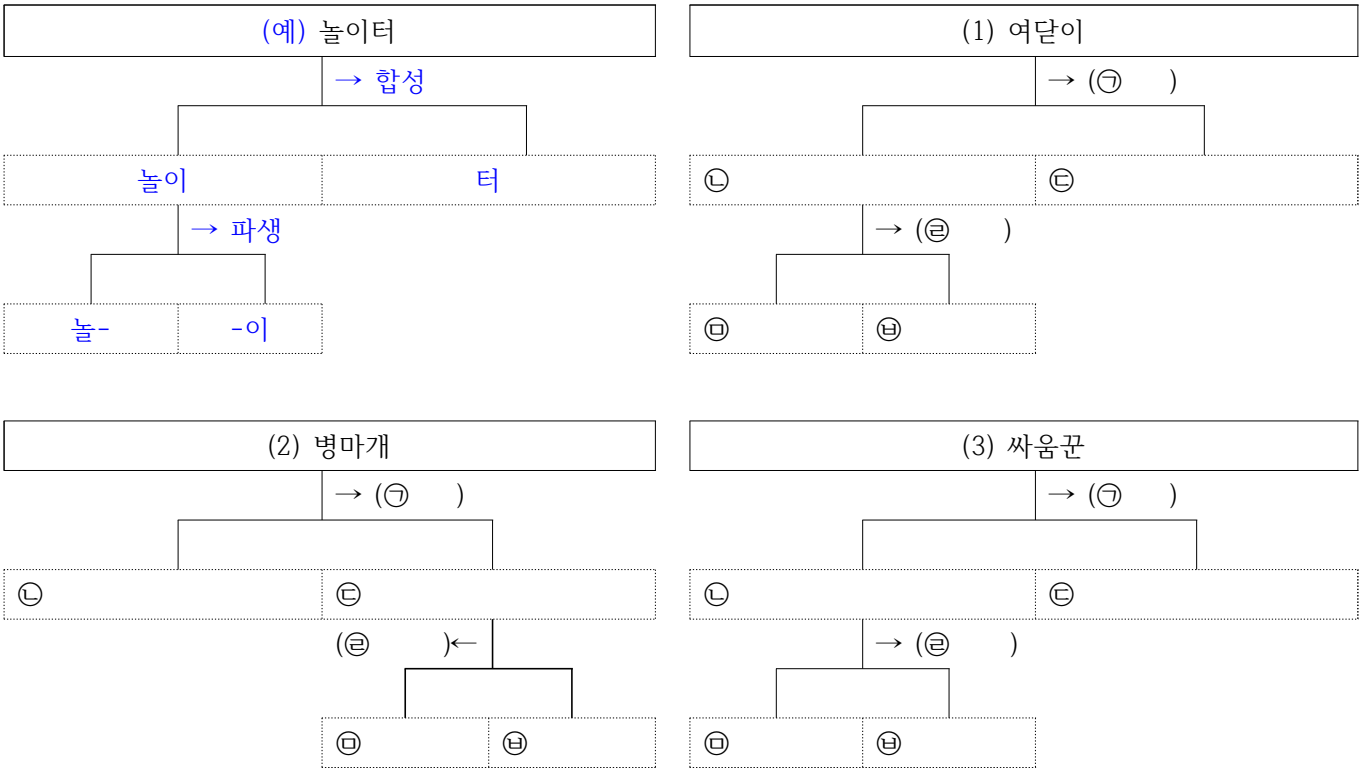 (예) 놀이터
→ 합성
놀이 터
→ 파생
놀- -이
(1) 여닫이
→ (㉠ )
㉡ ㉢
→ (㉣ )
㉤ ㉥
(2) 병마개
→ (㉠ )
㉡ ㉢
(㉣ )←
㉤ ㉥
(3) 싸움꾼
→ (㉠ )
㉡ ㉢
→ (㉣ )
㉤ ㉥